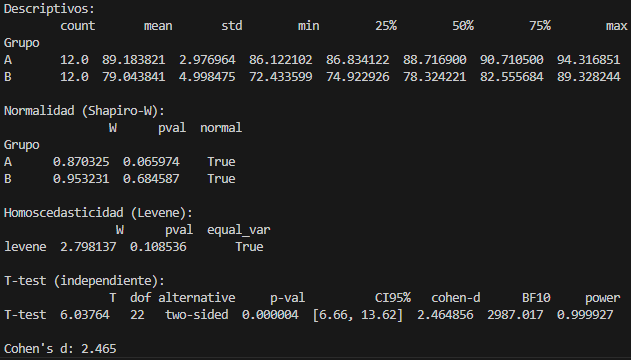 Descriptivos:
count mean std min 25% 50% 75% max
Grupo
A 12.0 89.183821 2.976964 86.122102 86.834122 88.716900 90.710500 94.316851
B 12.0 79.043841 4.998475 72.433599 74.922926 78.324221 82.555684 89.328244
Normalidad (Shapiro-W):
W pval normal
Grupo
A 0.870325 0.065974 True
B 0.953231 0.684587 True
Homoscedasticidad (Levene):
W pval equal_var
levene 2.798137 0.108536 True
T-test (independiente):
T dof alternative p-val CI95% cohen-d BF10 power
T-test 6.03764 22 two-sided 0.000004 [6.66, 13.62] 2.464856 2987.017 0.999927
Cohen's d: 2.465